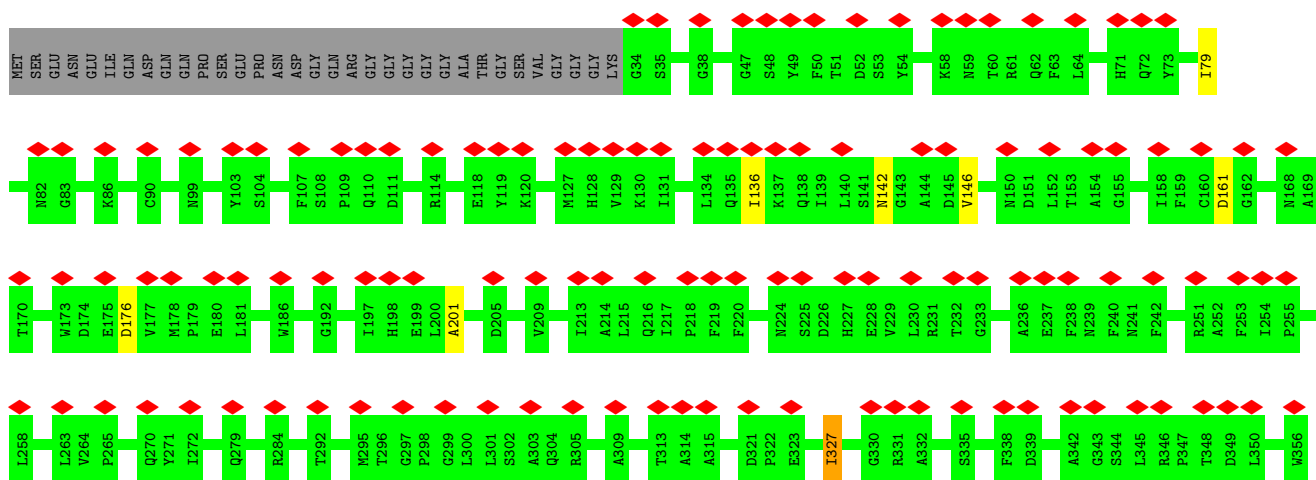 MET SER GLU ASN GLU ILE GLN ASP GLN GLN PRO SER GLU PRO ASN ASP GLY GLN ARG GLY GLY GLY GLY GLY ALA THR GLY SER VAL GLY GLY GLY LYS G34 S35 G38 G47 S48 Y49 F50 T51 D52 S53 Y54 K58 N59 T60 R61 Q62 F63 L64 H71 Q72 Y73 I79
N82 G83 K86 G90 N99 Y103 S104 F107 S108 P109 Q110 D111 R114 E118 Y119 K120 M127 H128 V129 K130 I131 L134 Q135 I136 K137 Q138 I139 L140 S141 N142 G143 A144 D145 V146 N150 D151 L152 T153 A154 G155 I158 F159 C160 D161 G162 N168 A169
T170 W173 D174 E175 D176 V177 M178 P179 E180 L181 W186 G192 I197 H198 E199 L200 A201 D205 V209 I213 A214 L215 Q216 I217 P218 F219 F220 N224 S225 D226 H227 E228 V229 L230 R231 T232 G233 A236 E237 F238 N239 F240 N241 F242 R251 A252 F253 I254 P255
L258 L263 V264 P265 Q270 Y271 I272 Q279 R284 T292 M295 T296 G297 P298 G299 L300 L301 S302 A303 Q304 R305 A309 T313 A314 A315 D321 P322 E323 I327 G330 R331 A332 S335 F338 D339 A342 G343 S344 L345 R346 P347 T348 D349 L350 W356